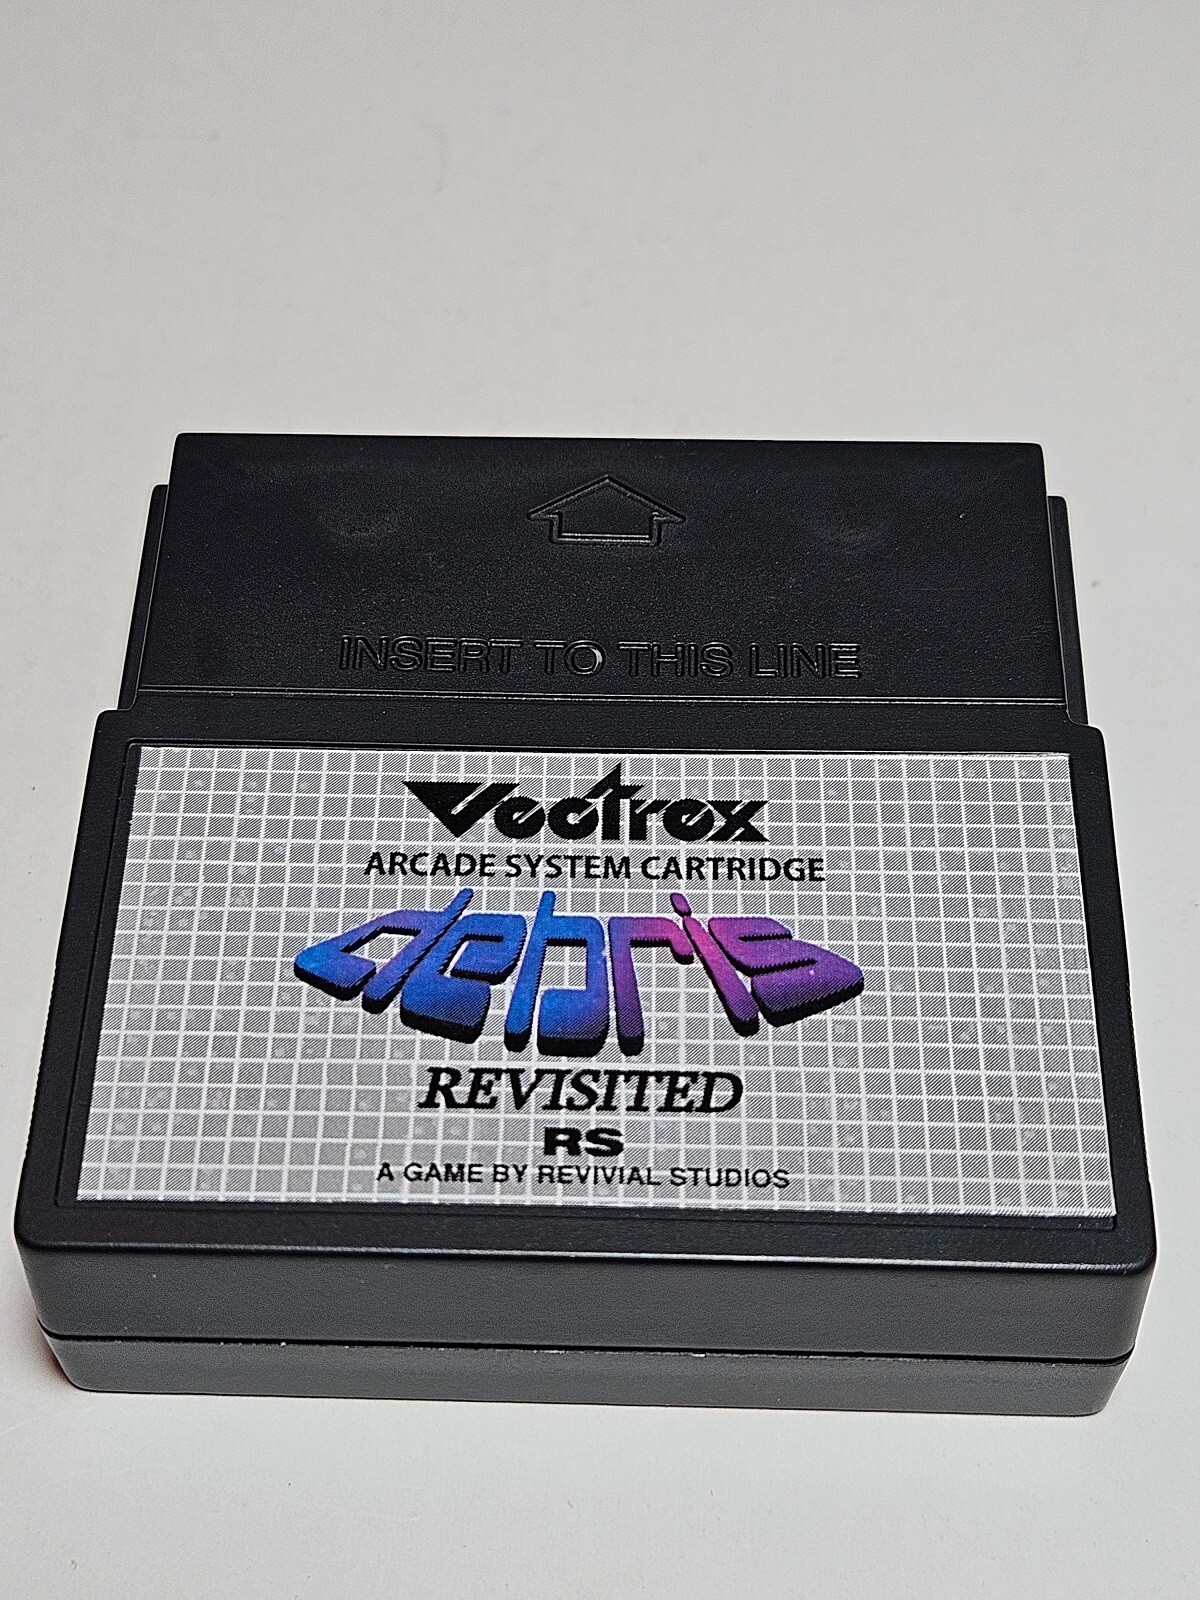 INSERT TO THIS LINE
Vectrex
ARCADE SYSTEM CARTRIDGE
debris
REVISITED
RS
A GAME BY REVIVIAL STUDIOS